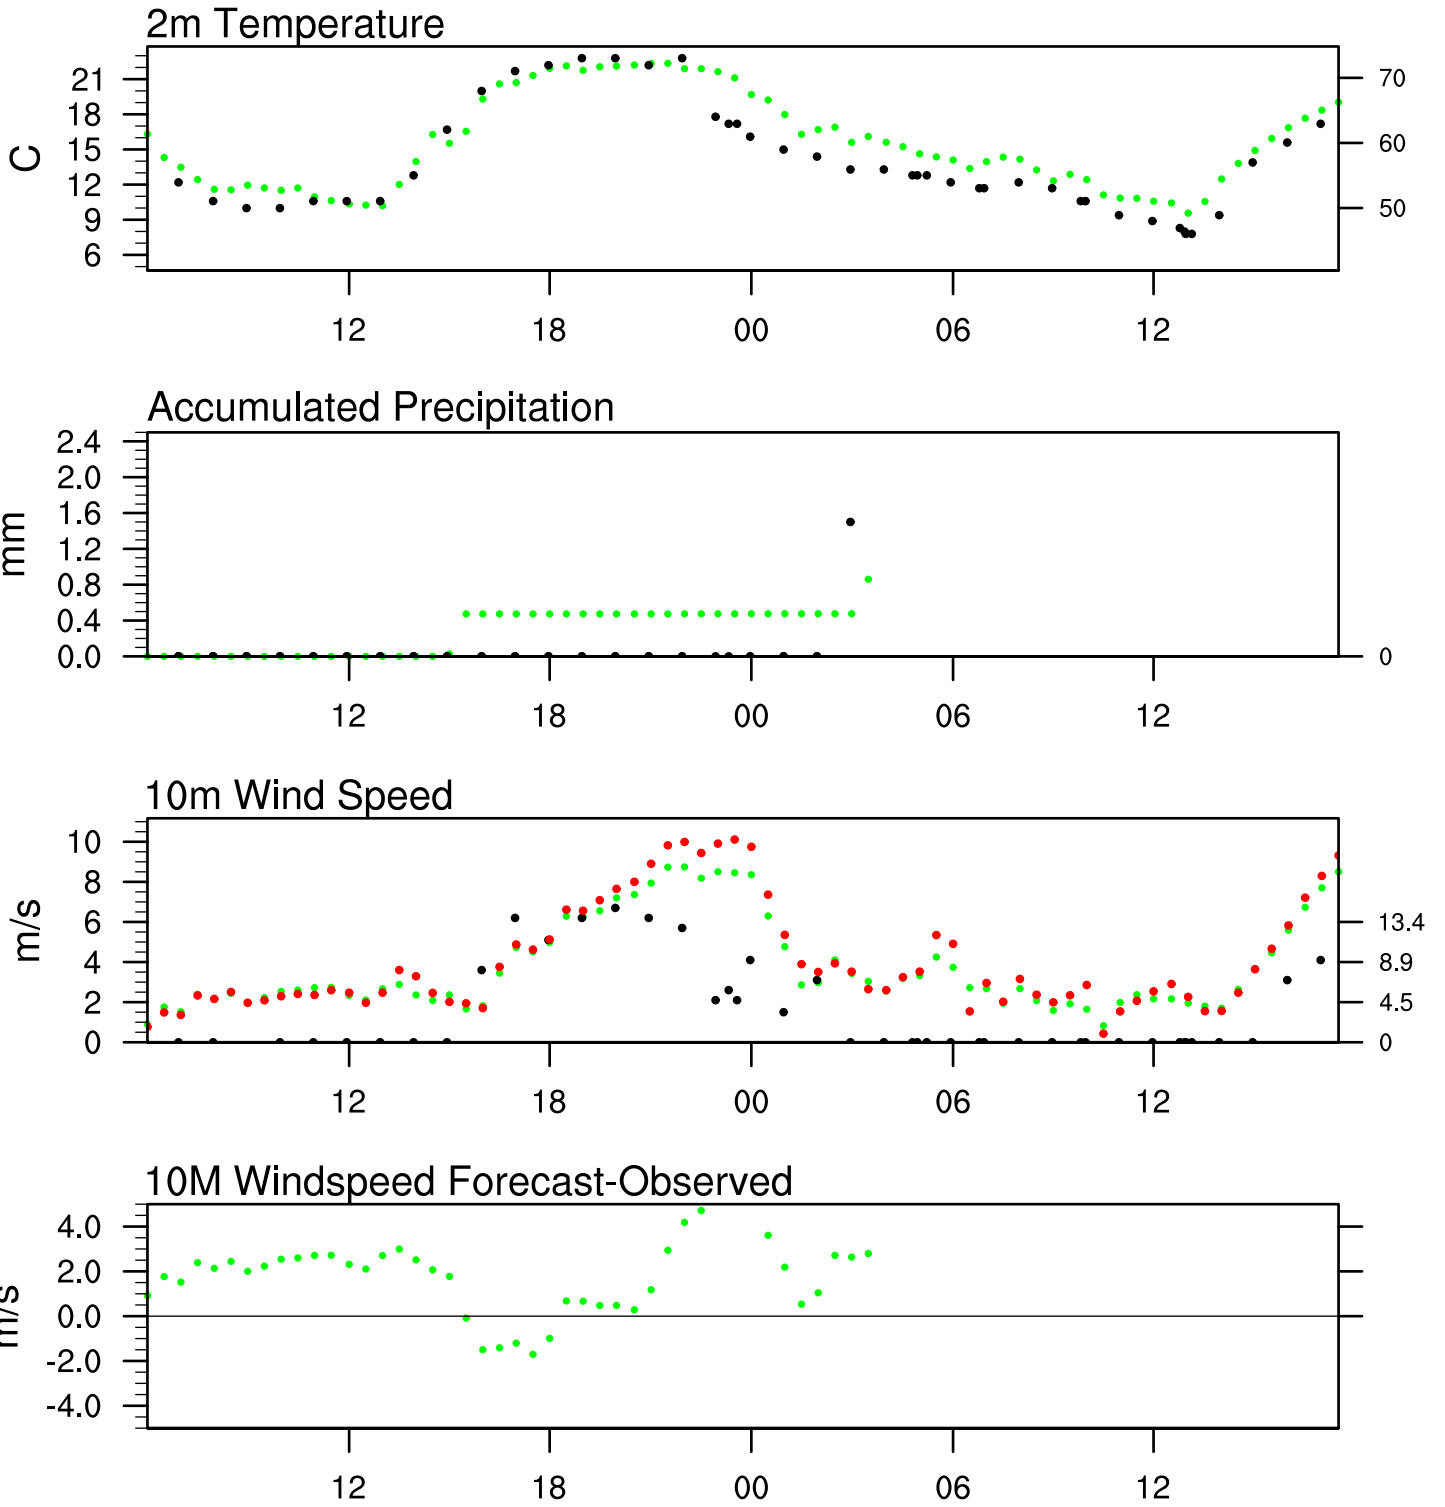 2m Temperature
21
18
15
12
9
6
C
70
60
50
12 18 00 06 12
Accumulated Precipitation
2.4
2.0
1.6
1.2
0.8
0.4
0.0
mm
0
12 18 00 06 12
10m Wind Speed
10
8
6
4
2
0
m/s
13.4
8.9
4.5
0
12 18 00 06 12
10M Windspeed Forecast-Observed
4.0
2.0
0.0
-2.0
-4.0
m/s
12 18 00 06 12